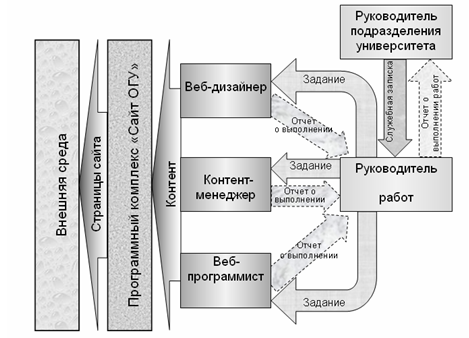 Внешняя среда
Страницы сайта
Программный комплекс «Сайт ОГУ»
Контент
Веб-дизайнер
Контент-
менеджер
Веб-
программист
Задание
Отчет
о выполнении
Задание
Отчет
о выполнении
Отчет
о выполнении
Задание
Руководитель
подразделения
университета
Служебная записка
Отчет о
выполнении работ
Руководитель
работ